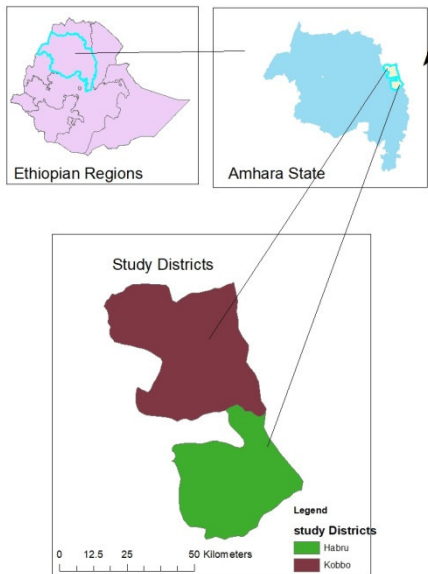 Ethiopian Regions
Amhara State
Study Districts
Legend
study Districts
Habru
Kobbo
0 12.5 25 50 Kilometers